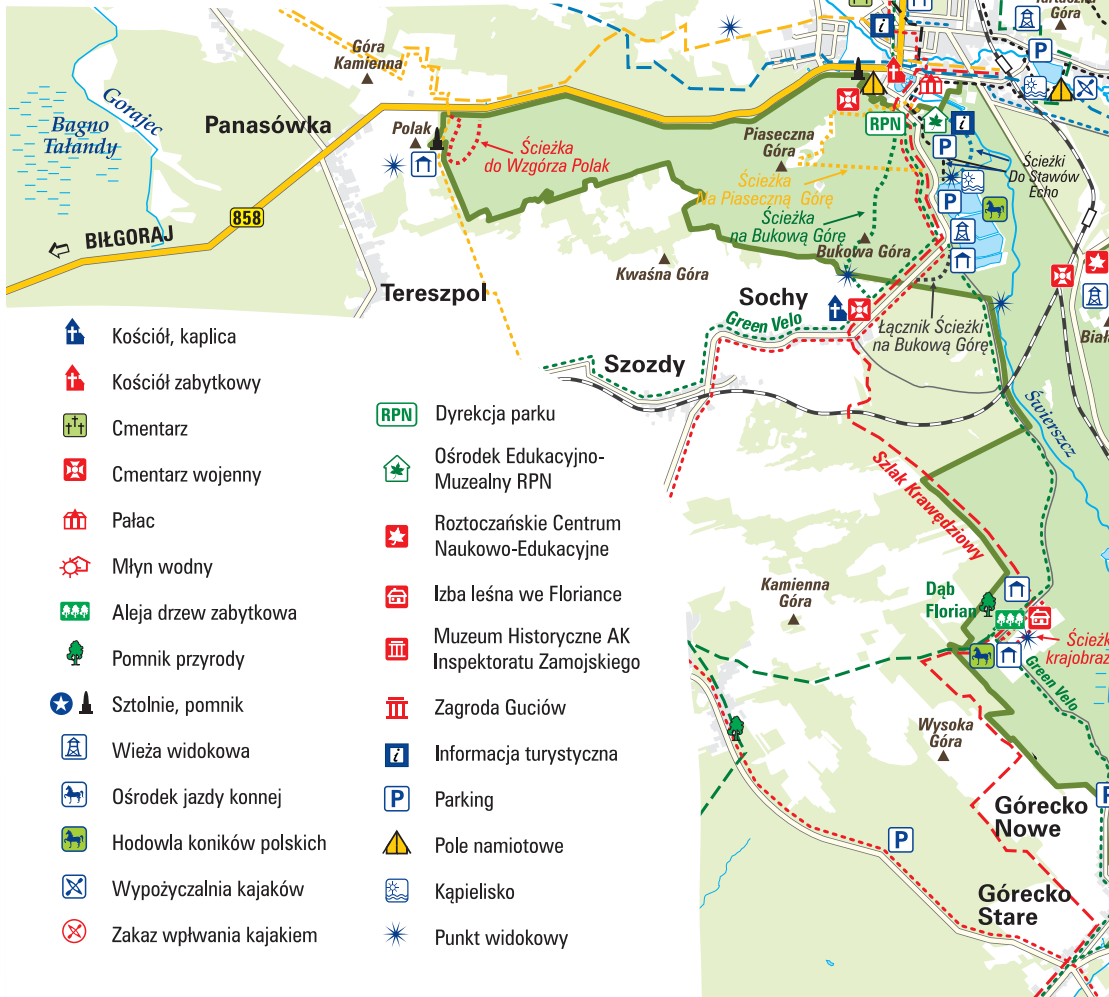 Góra
Góra
Kamienna
Gorajec
Bagno
Tałandy
Panasówka
Polak
Ścieżka
do Wzgórza Polak
Piaseczna
Góra
RPN
Ścieżka
Na Piaseczną Górę
Ścieżki
Do Stawów
Echo
P
P
P
i
i
Ścieżka
na Bukową Górę
Bukowa Góra
858
BIŁGORAJ
Kwaśna Góra
Tereszpol
Sochy
Green Velo
Łącznik Ścieżki
na Bukową Górę
Biała
Szozdy
Świerszcz
Szlak Krawędziowy
Kamienna
Góra
Dąb
Florian
Ścieżk
krajobraz
Green Velo
Wysoka
Góra
Górecko
Nowe
P
P
Górecko
Stare
Kościół, kaplica
Kościół zabytkowy
Cmentarz
Cmentarz wojenny
Pałac
Młyn wodny
Aleja drzew zabytkowa
Pomnik przyrody
Sztolnie, pomnik
Wieża widokowa
Ośrodek jazdy konnej
Hodowla koników polskich
Wypożyczalnia kajaków
Zakaz wpływania kajakiem
RPN Dyrekcja parku
Ośrodek Edukacyjno-
Muzealny RPN
Roztoczańskie Centrum
Naukowo-Edukacyjne
Izba leśna we Floriance
Muzeum Historyczne AK
Inspektoratu Zamojskiego
Zagroda Guciów
i Informacja turystyczna
P Parking
Pole namiotowe
Kąpielisko
Punkt widokowy